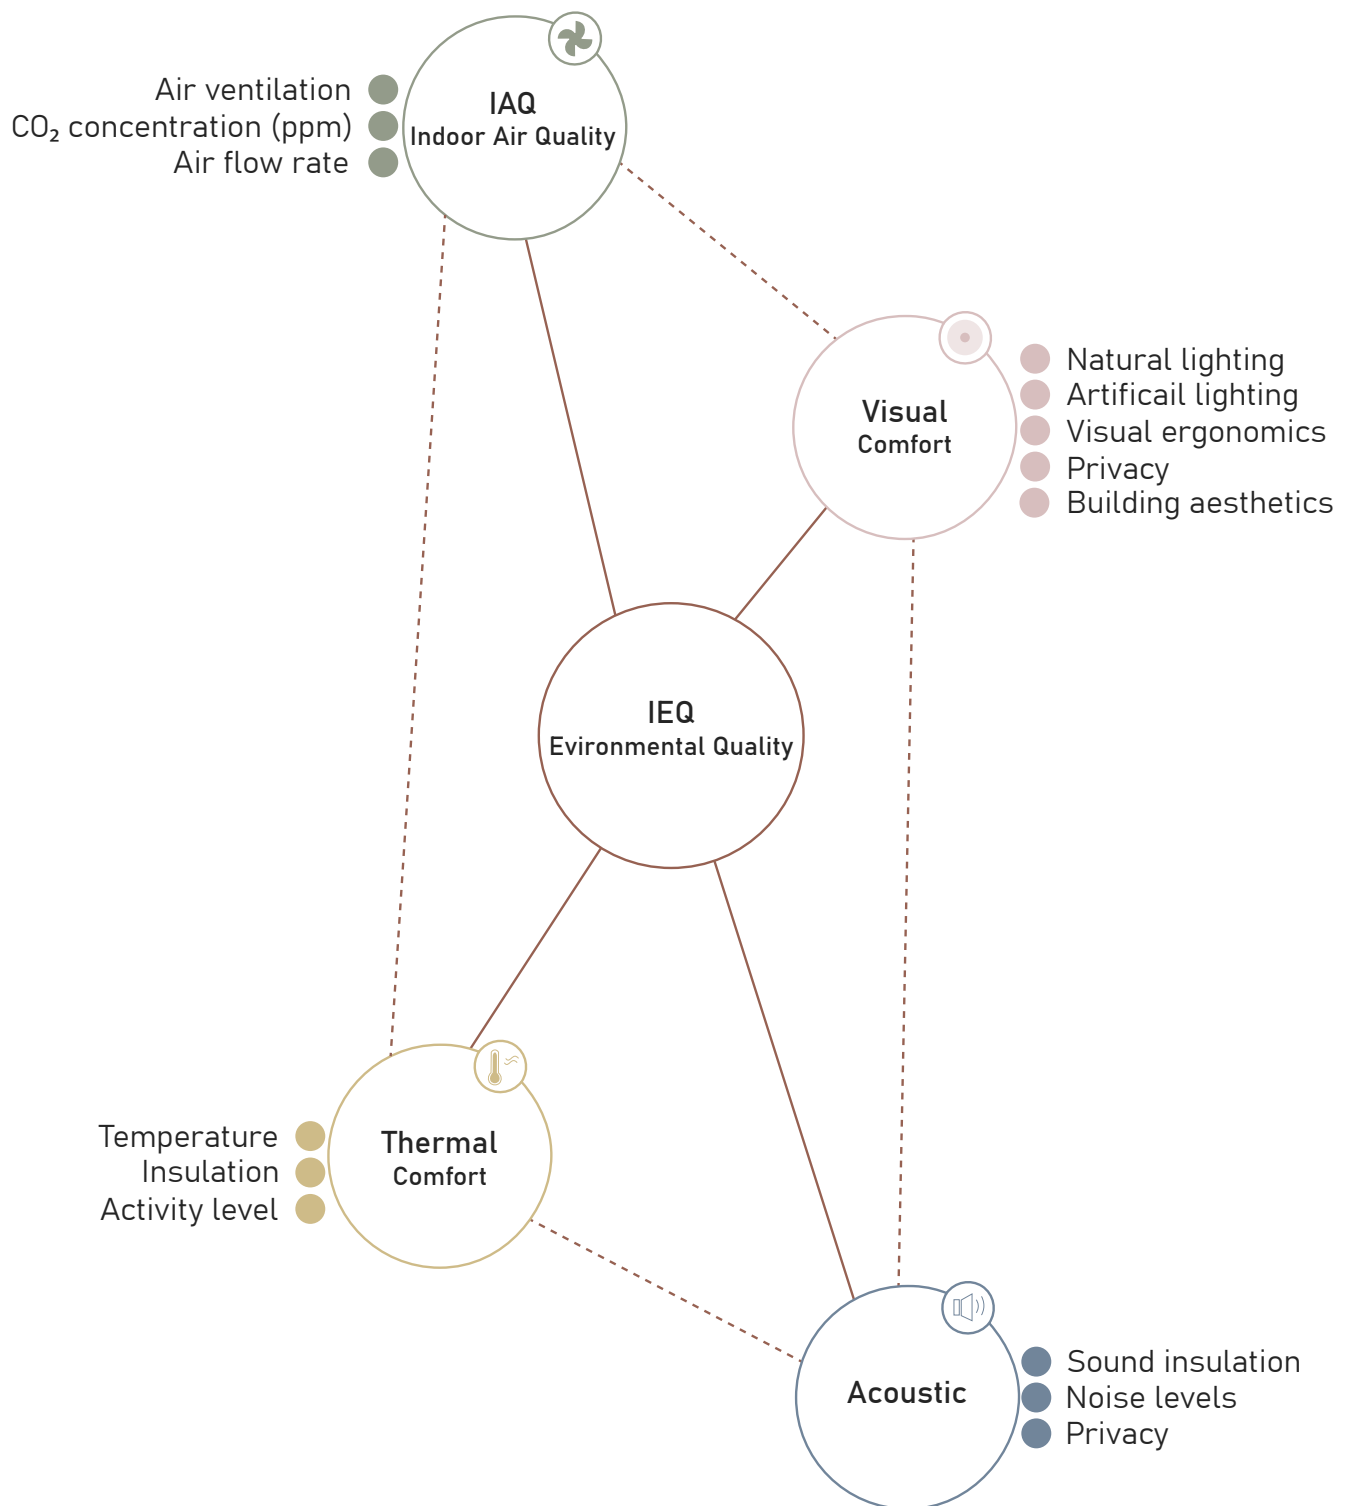 IAQ
Indoor Air Quality
Air ventilation
CO₂ concentration (ppm)
Air flow rate
Visual
Comfort
Natural lighting
Artificail lighting
Visual ergonomics
Privacy
Building aesthetics
IEQ
Evironmental Quality
Thermal
Comfort
Temperature
Insulation
Activity level
Acoustic
Sound insulation
Noise levels
Privacy